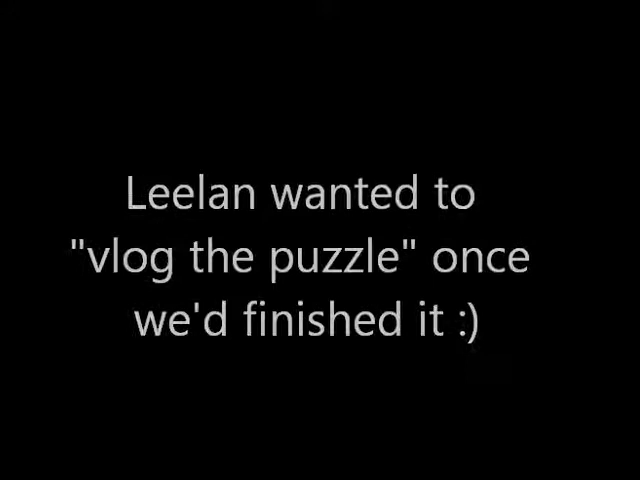 Leelan wanted to
"vlog the puzzle" once
we'd finished it :)